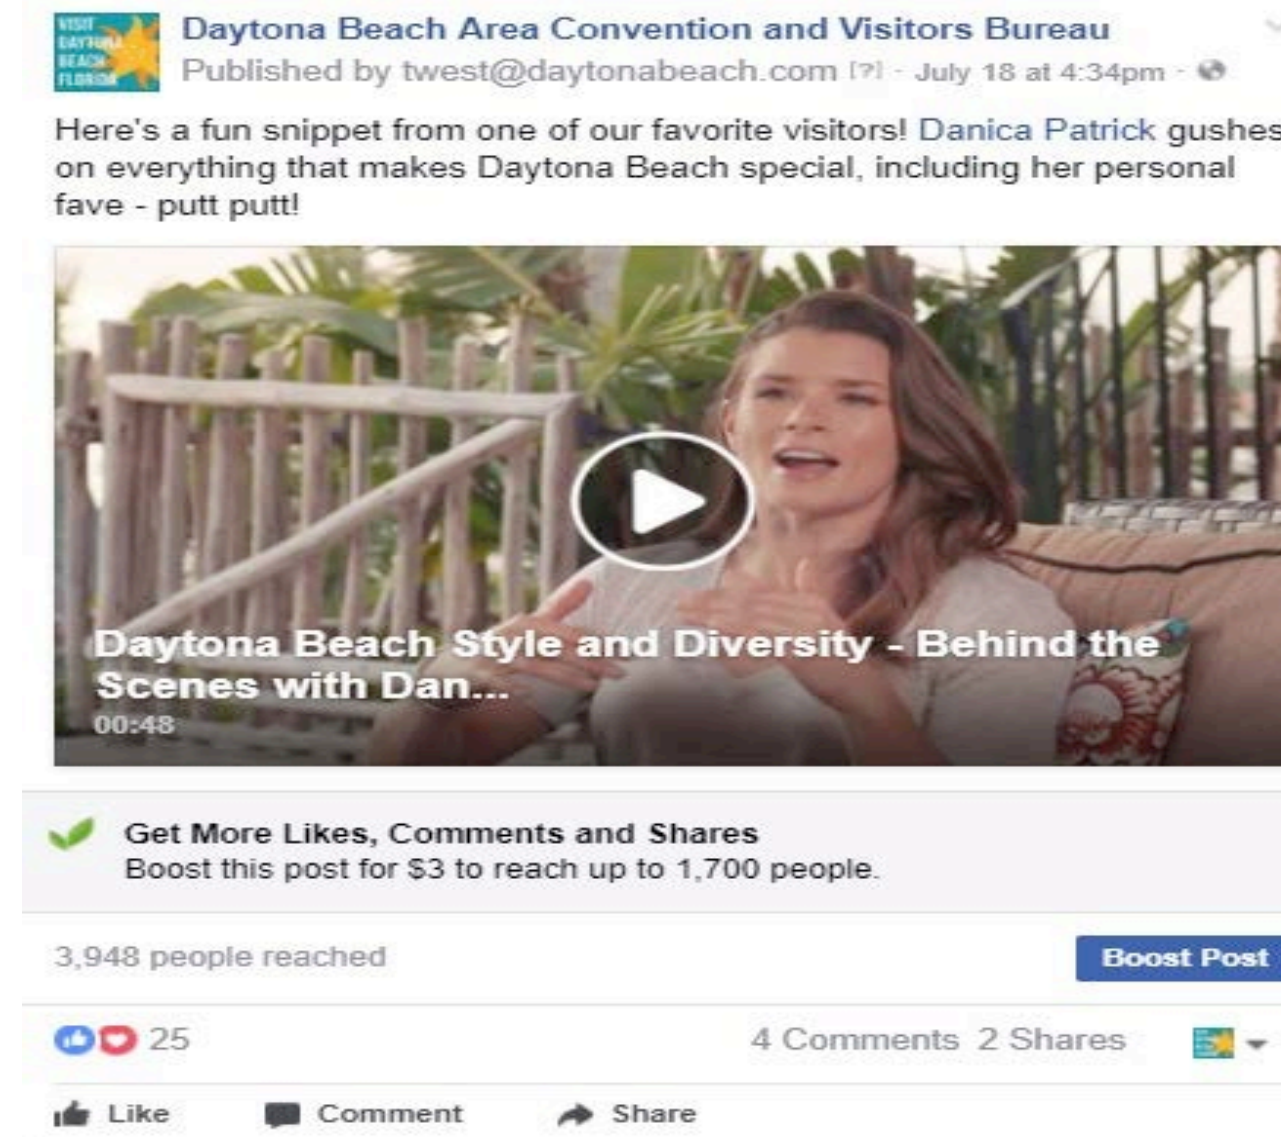 VISIT
DAYTONA
BEACH
FLORIDA
Daytona Beach Area Convention and Visitors Bureau
Published by twest@daytonabeach.com [?] · July 18 at 4:34pm ·
Here's a fun snippet from one of our favorite visitors! Danica Patrick gushes
on everything that makes Daytona Beach special, including her personal
fave - putt putt!
Daytona Beach Style and Diversity - Behind the
Scenes with Dan...
00:48
Get More Likes, Comments and Shares
Boost this post for $3 to reach up to 1,700 people.
3,948 people reached
Boost Post
25
4 Comments 2 Shares
Like Comment Share